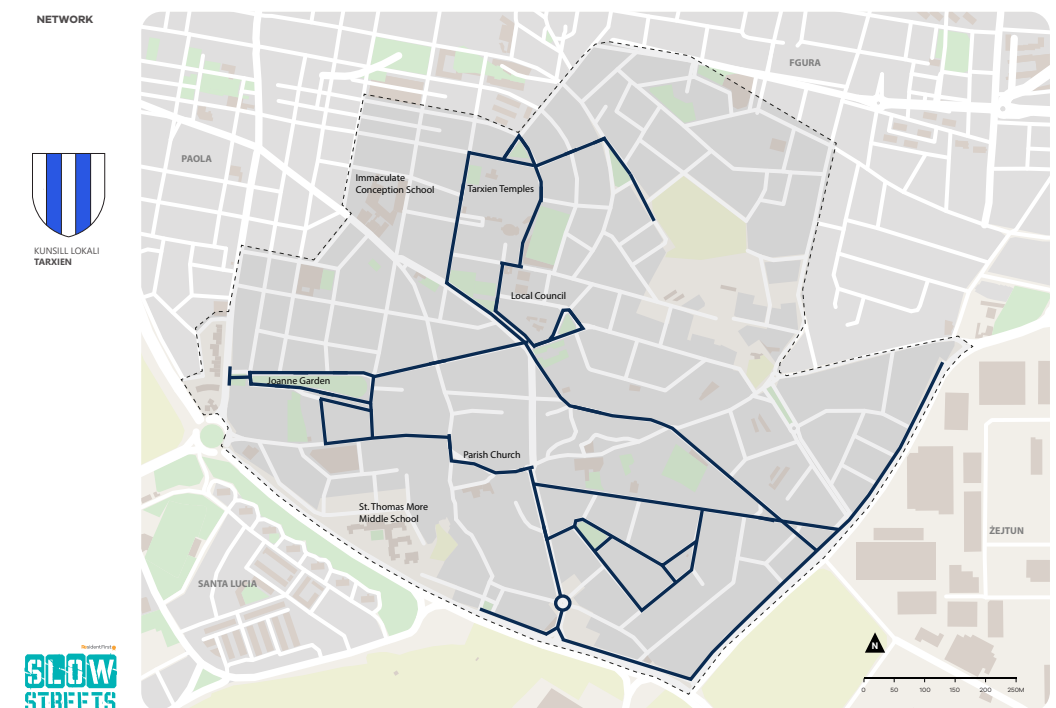 NETWORK
FGURA
PAOLA
Immaculate
Conception School
Tarxien Temples
KUNSILL LOKALI
TARXIEN
Local Council
Joanne Garden
Parish Church
St. Thomas More
Middle School
ŻEJTUN
SANTA LUCIA
N
ResidentFirst
SLOW
STREETS
0 50 100 150 200 250M